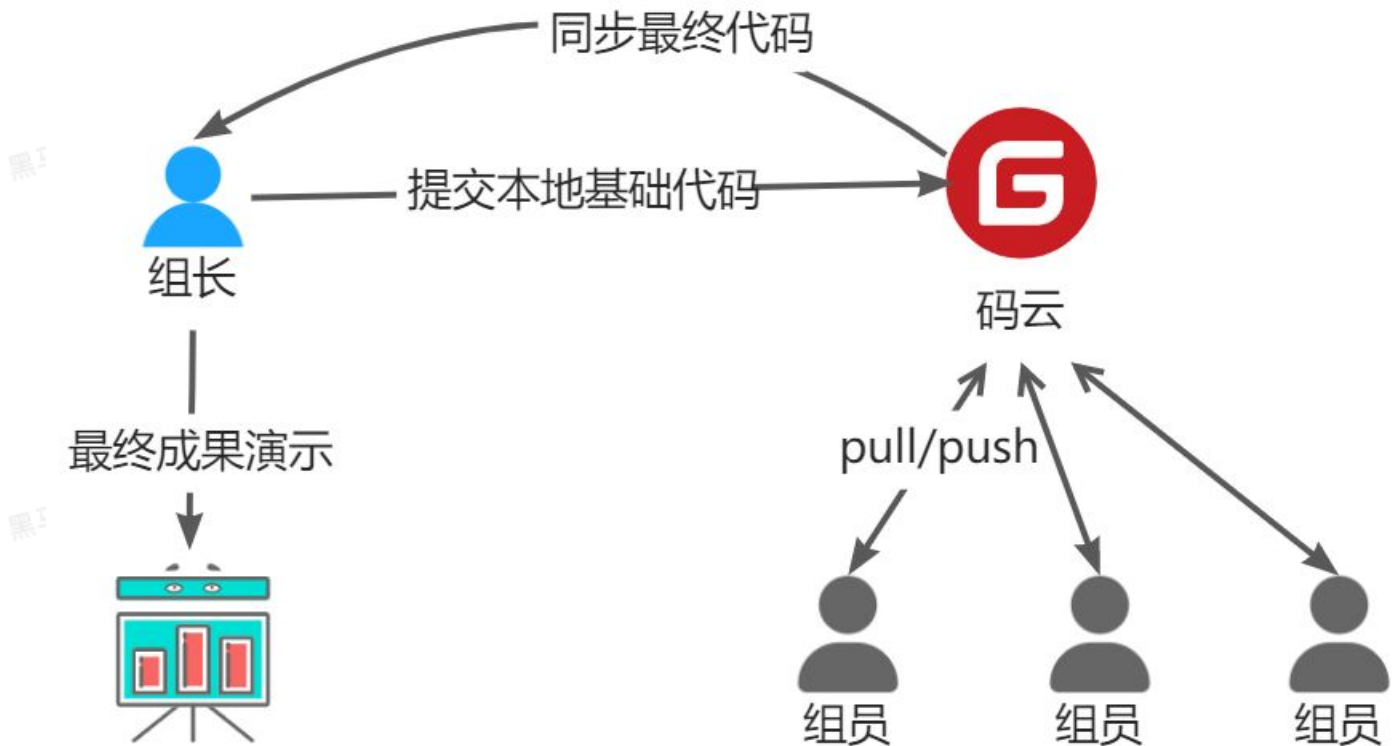 同步最终代码
提交本地基础代码
组长
码云
最终成果演示
pull/push
组员
组员
组员